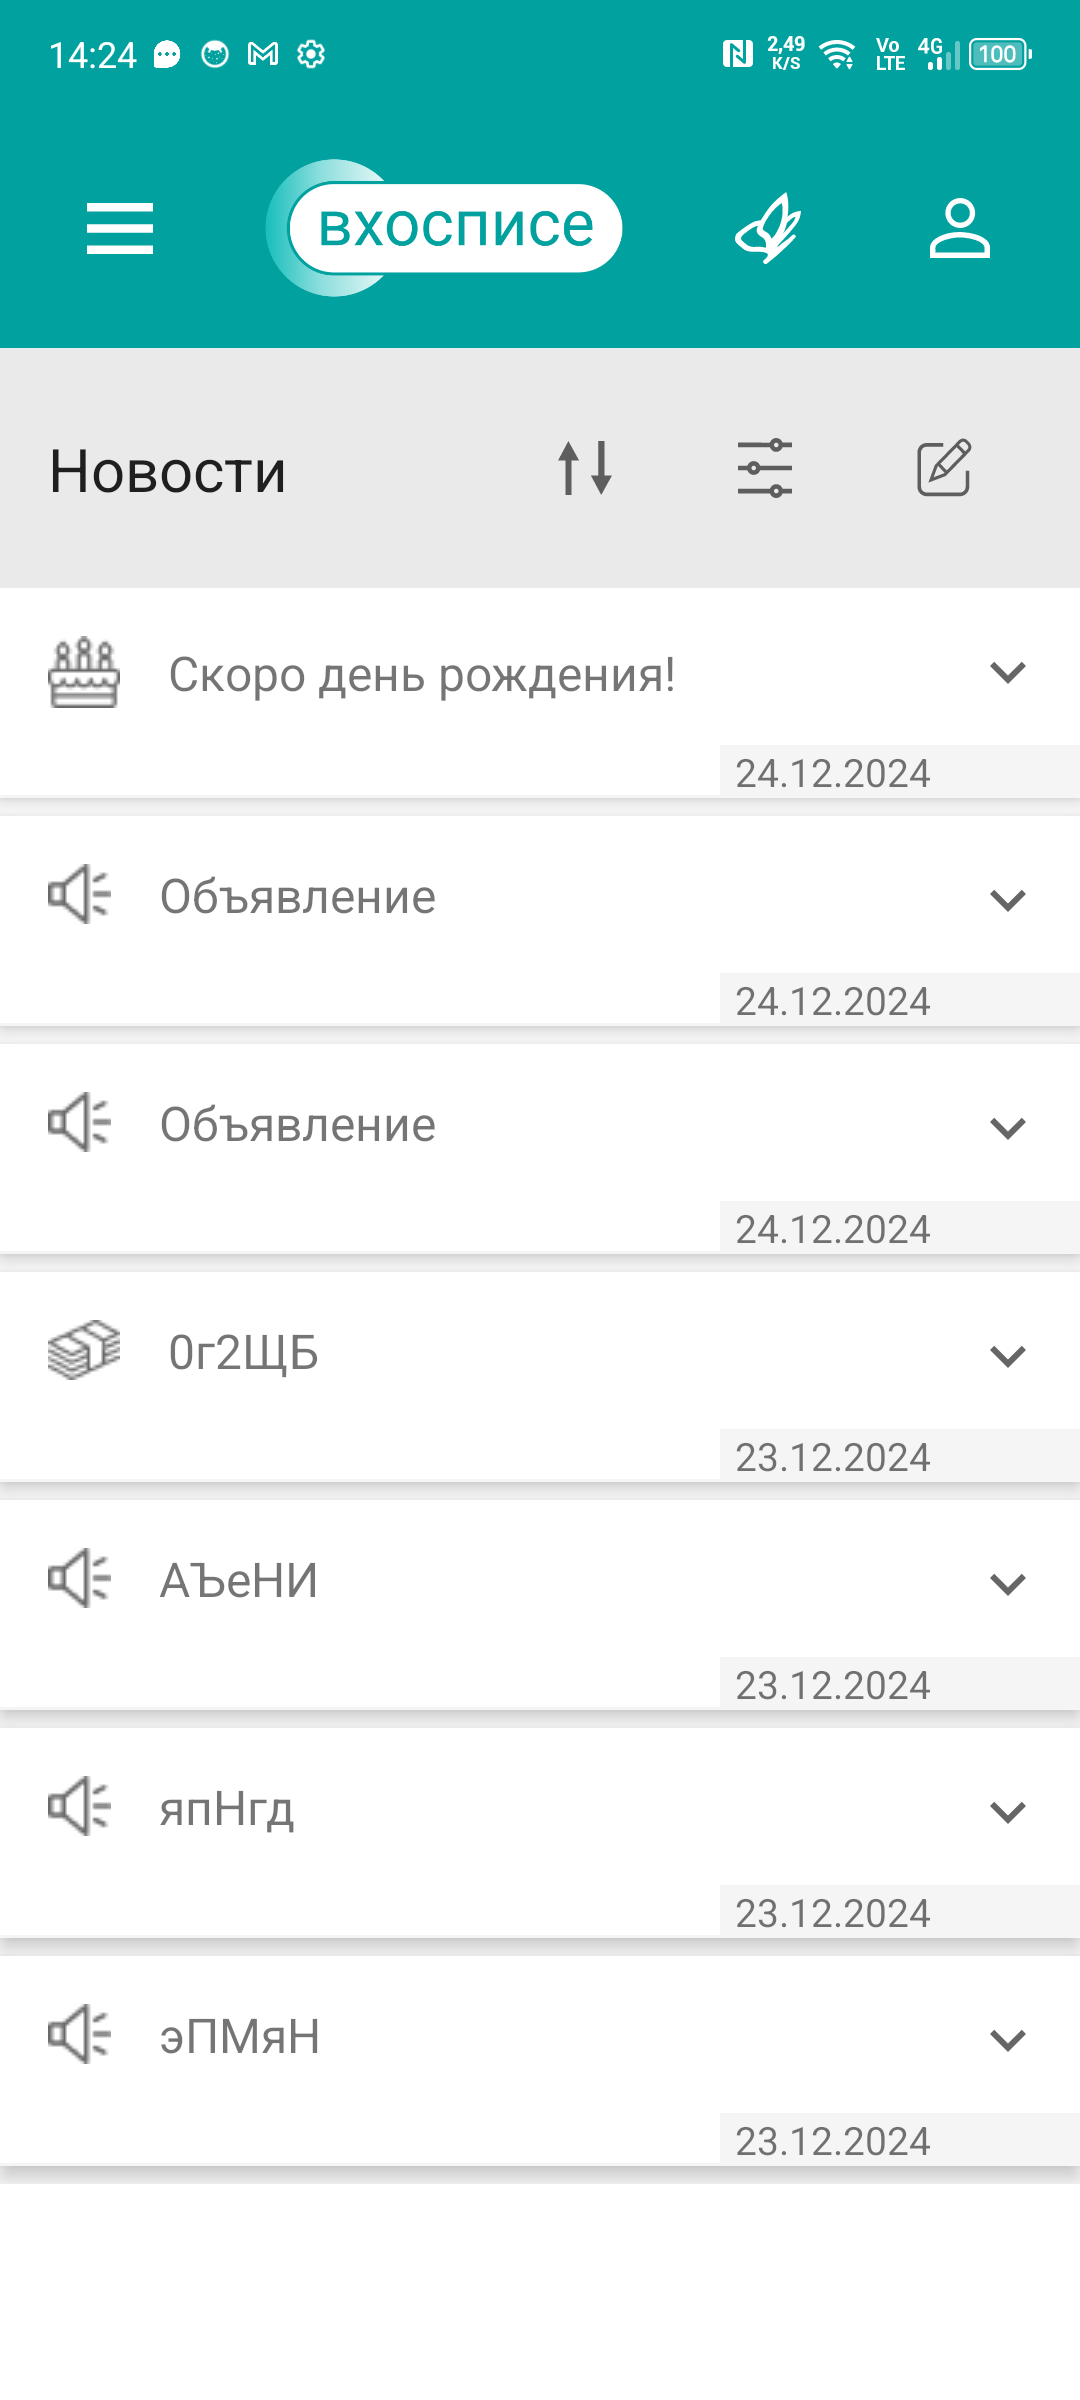 14:24
2,49 K/S
Vo LTE
4G
100
вхосписе
Новости
Скоро день рождения!
24.12.2024
Объявление
24.12.2024
Объявление
24.12.2024
0г2ЩБ
23.12.2024
АЪеНИ
23.12.2024
япНгд
23.12.2024
эПМяН
23.12.2024